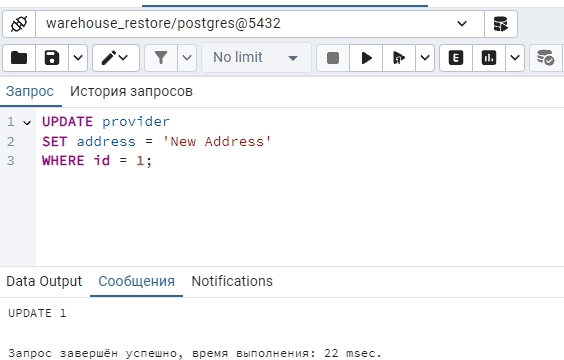 warehouse_restore/postgres@5432
No limit
E
Запрос История запросов
1 UPDATE provider
2 SET address = 'New Address'
3 WHERE id = 1;
Data Output Сообщения Notifications
UPDATE 1
Запрос завершён успешно, время выполнения: 22 msec.